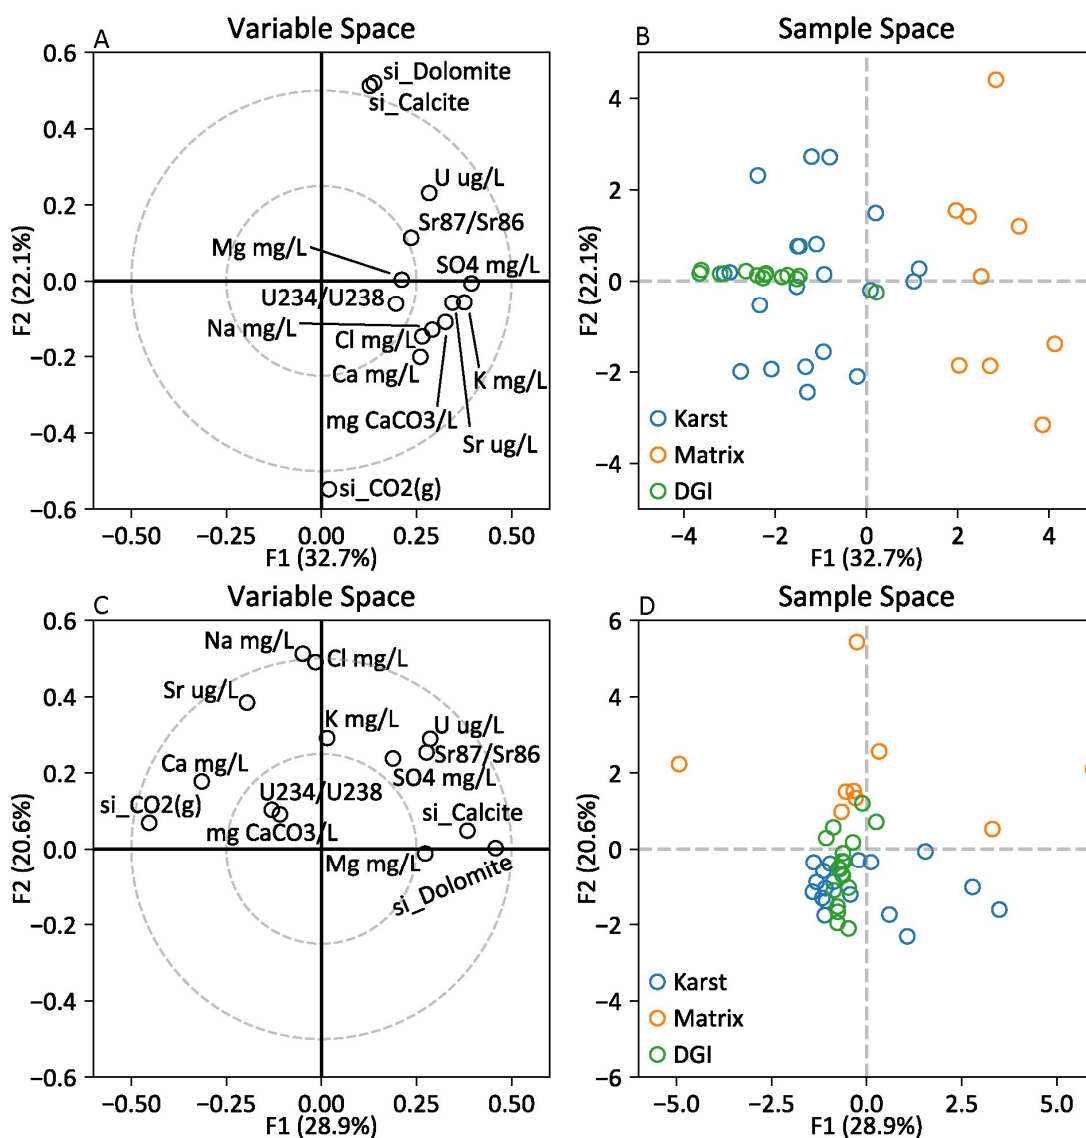 A
Variable Space
0.6
0.4
0.2
0.0
−0.2
−0.4
−0.6
F2 (22.1%)
si_Dolomite
si_Calcite
U ug/L
Sr87/Sr86
Mg mg/L
SO4 mg/L
U234/U238
Na mg/L
Cl mg/L
Ca mg/L
K mg/L
mg CaCO3/L
Sr ug/L
si_CO2(g)
−0.50 −0.25 0.00 0.25 0.50
F1 (32.7%)
B
Sample Space
4
2
0
−2
−4
F2 (22.1%)
Karst
Matrix
DGI
−4 −2 0 2 4
F1 (32.7%)
C
Variable Space
0.6
0.4
0.2
0.0
−0.2
−0.4
−0.6
F2 (20.6%)
Na mg/L
Cl mg/L
Sr ug/L
K mg/L
U ug/L
Sr87/Sr86
Ca mg/L
SO4 mg/L
U234/U238
si_CO2(g)
si_Calcite
mg CaCO3/L
Mg mg/L
si_Dolomite
−0.50 −0.25 0.00 0.25 0.50
F1 (28.9%)
D
Sample Space
6
4
2
0
−2
−4
−6
F2 (20.6%)
Karst
Matrix
DGI
−5.0 −2.5 0.0 2.5 5.0
F1 (28.9%)